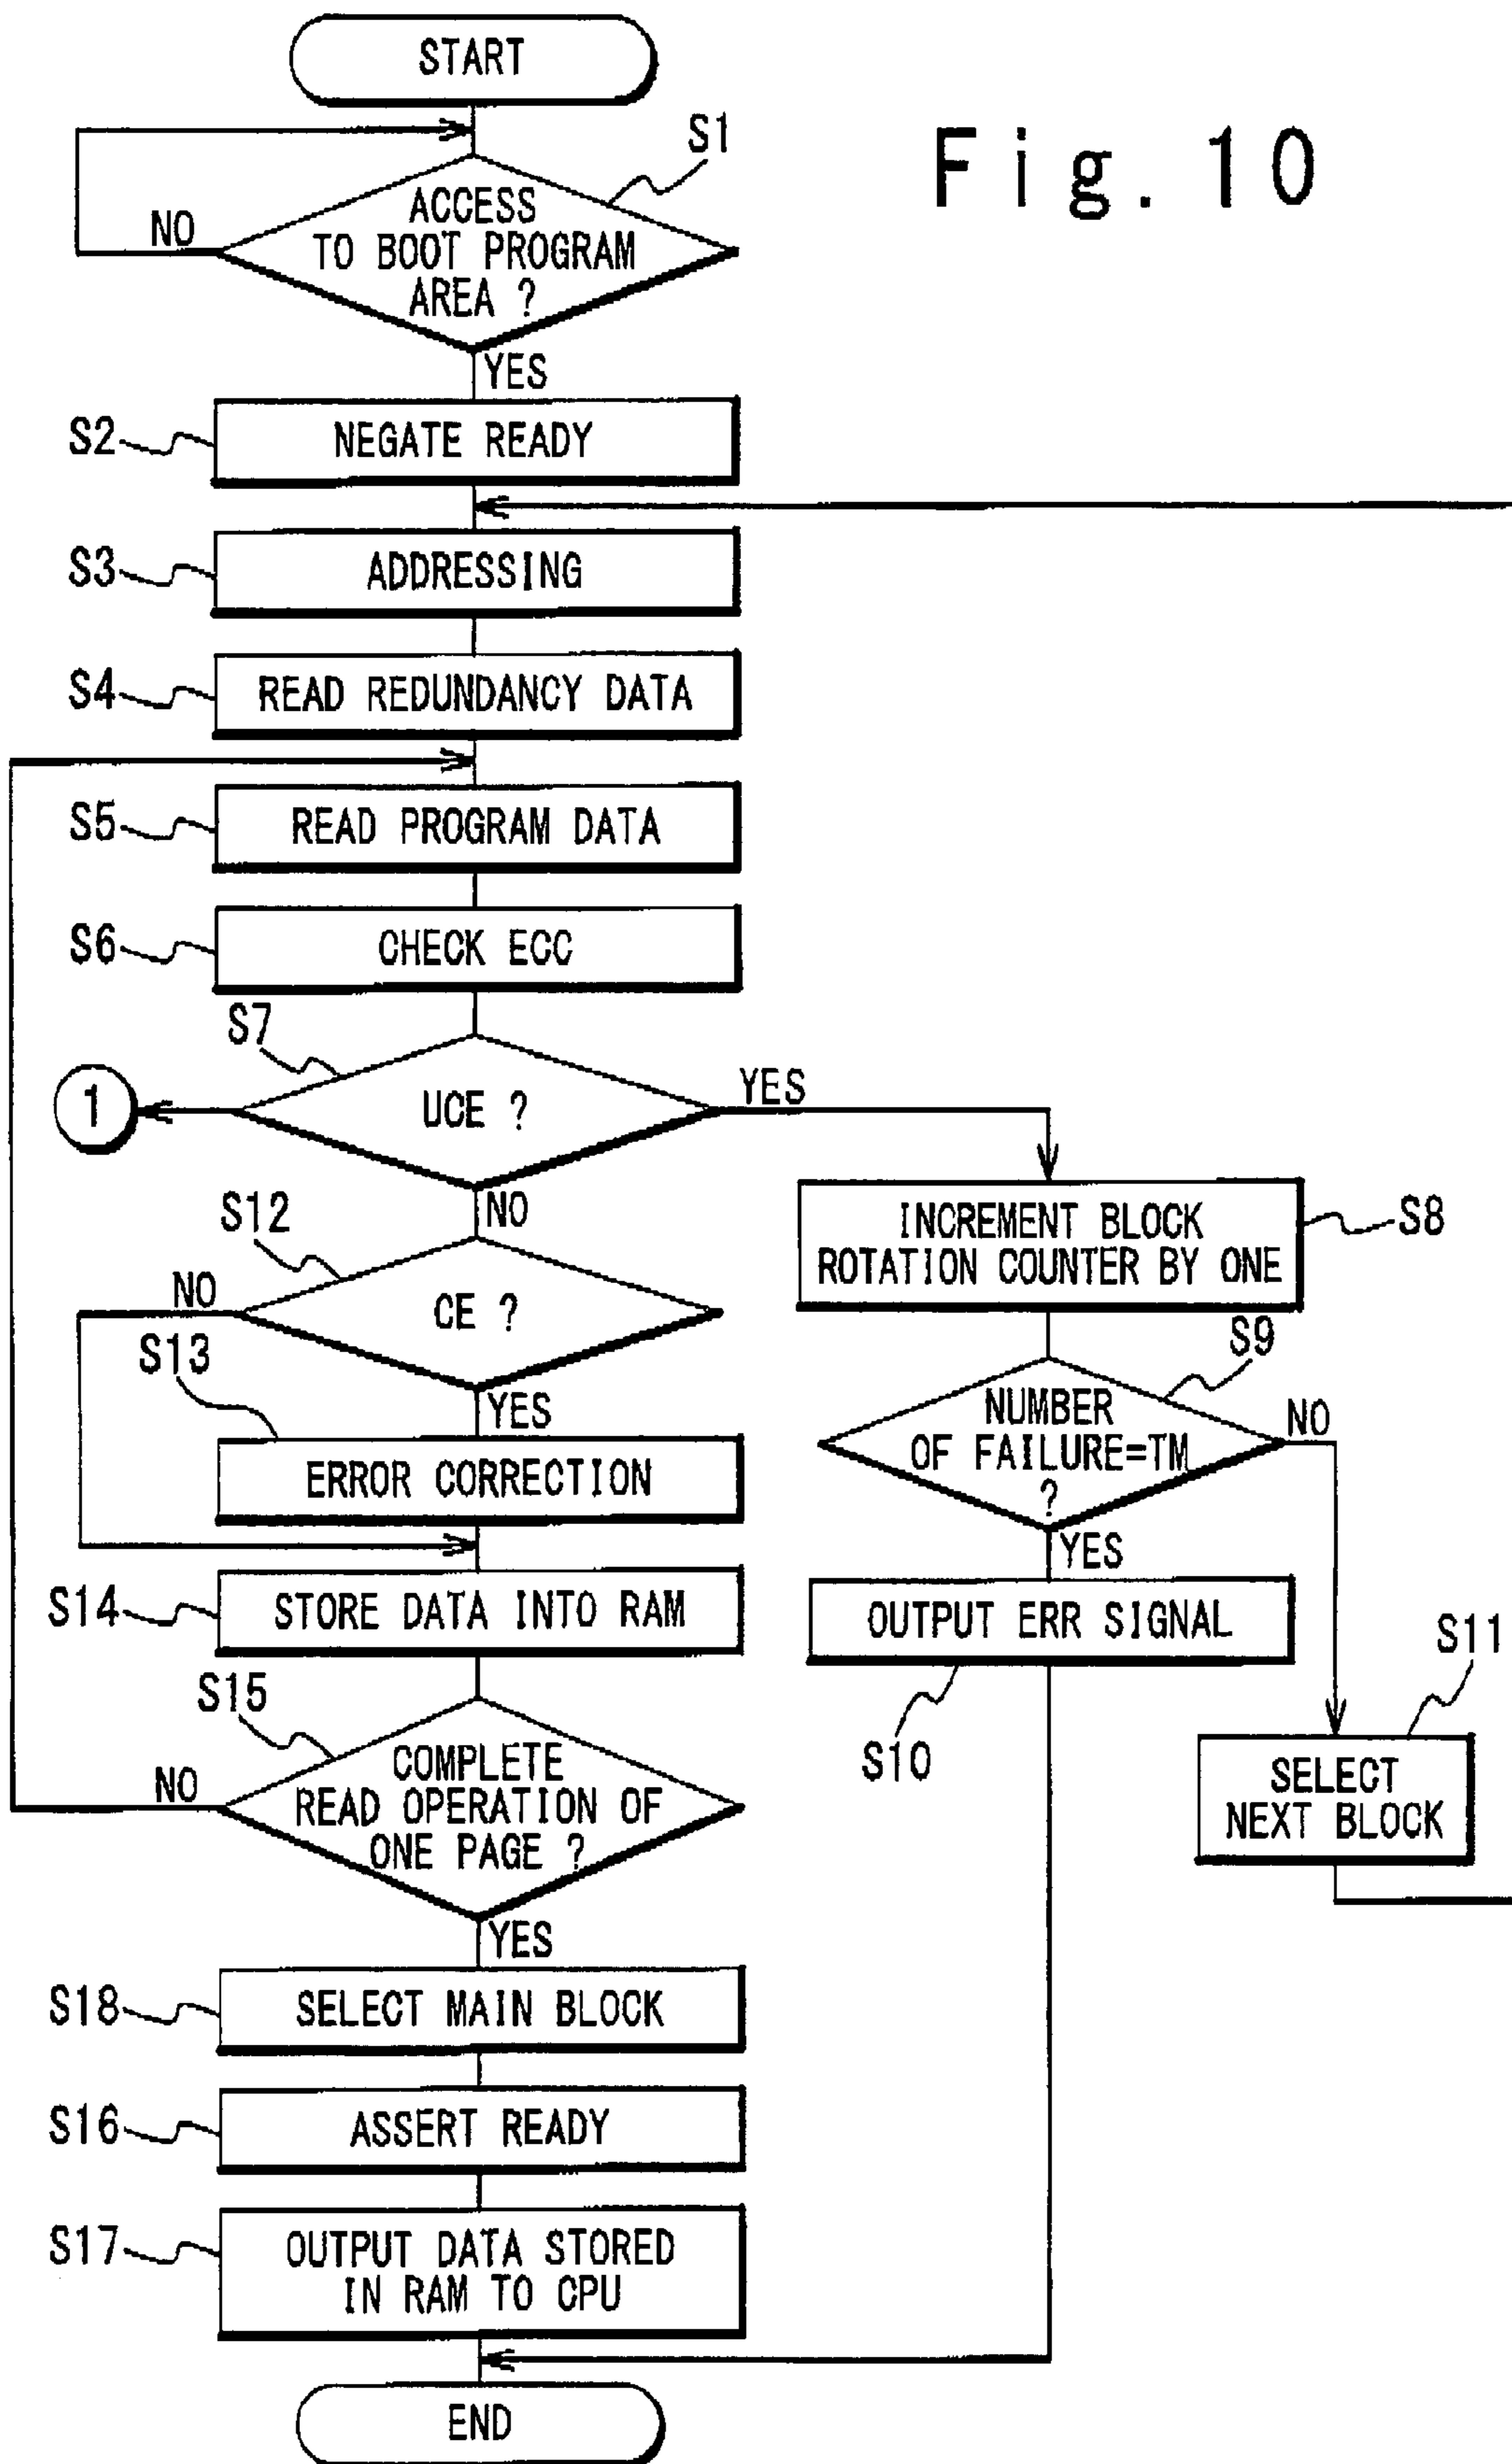 Fig. 10
START
S1
ACCESS
TO BOOT PROGRAM
AREA ?
NO
YES
S2
NEGATE READY
S3
ADDRESSING
S4
READ REDUNDANCY DATA
S5
READ PROGRAM DATA
S6
CHECK ECC
S7
1
UCE ?
YES
NO
S8
INCREMENT BLOCK
ROTATION COUNTER BY ONE
S12
NO
CE ?
S9
NUMBER
OF FAILURE=TM
?
NO
S13
YES
ERROR CORRECTION
YES
S14
STORE DATA INTO RAM
OUTPUT ERR SIGNAL
S10
S11
SELECT
NEXT BLOCK
S15
COMPLETE
READ OPERATION OF
ONE PAGE ?
NO
YES
S18
SELECT MAIN BLOCK
S16
ASSERT READY
S17
OUTPUT DATA STORED
IN RAM TO CPU
END